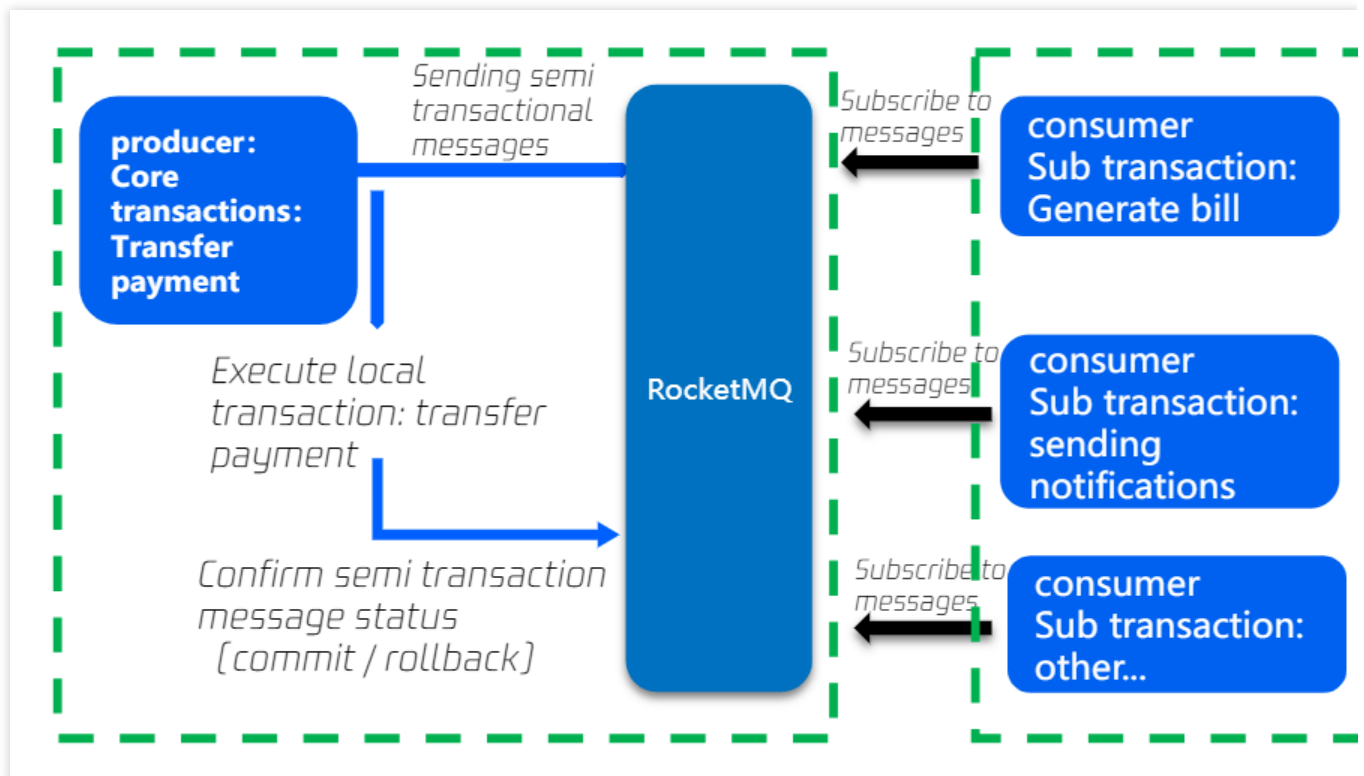 producer:
Core
transactions:
Transfer
payment
Sending semi
transactional
messages
Execute local
transaction: transfer
payment
Confirm semi transaction
message status
(commit / rollback)
RocketMQ
Subscribe to
messages
consumer
Sub transaction:
Generate bill
Subscribe to
messages
consumer
Sub transaction:
sending
notifications
Subscribe to
messages
consumer
Sub transaction:
other...